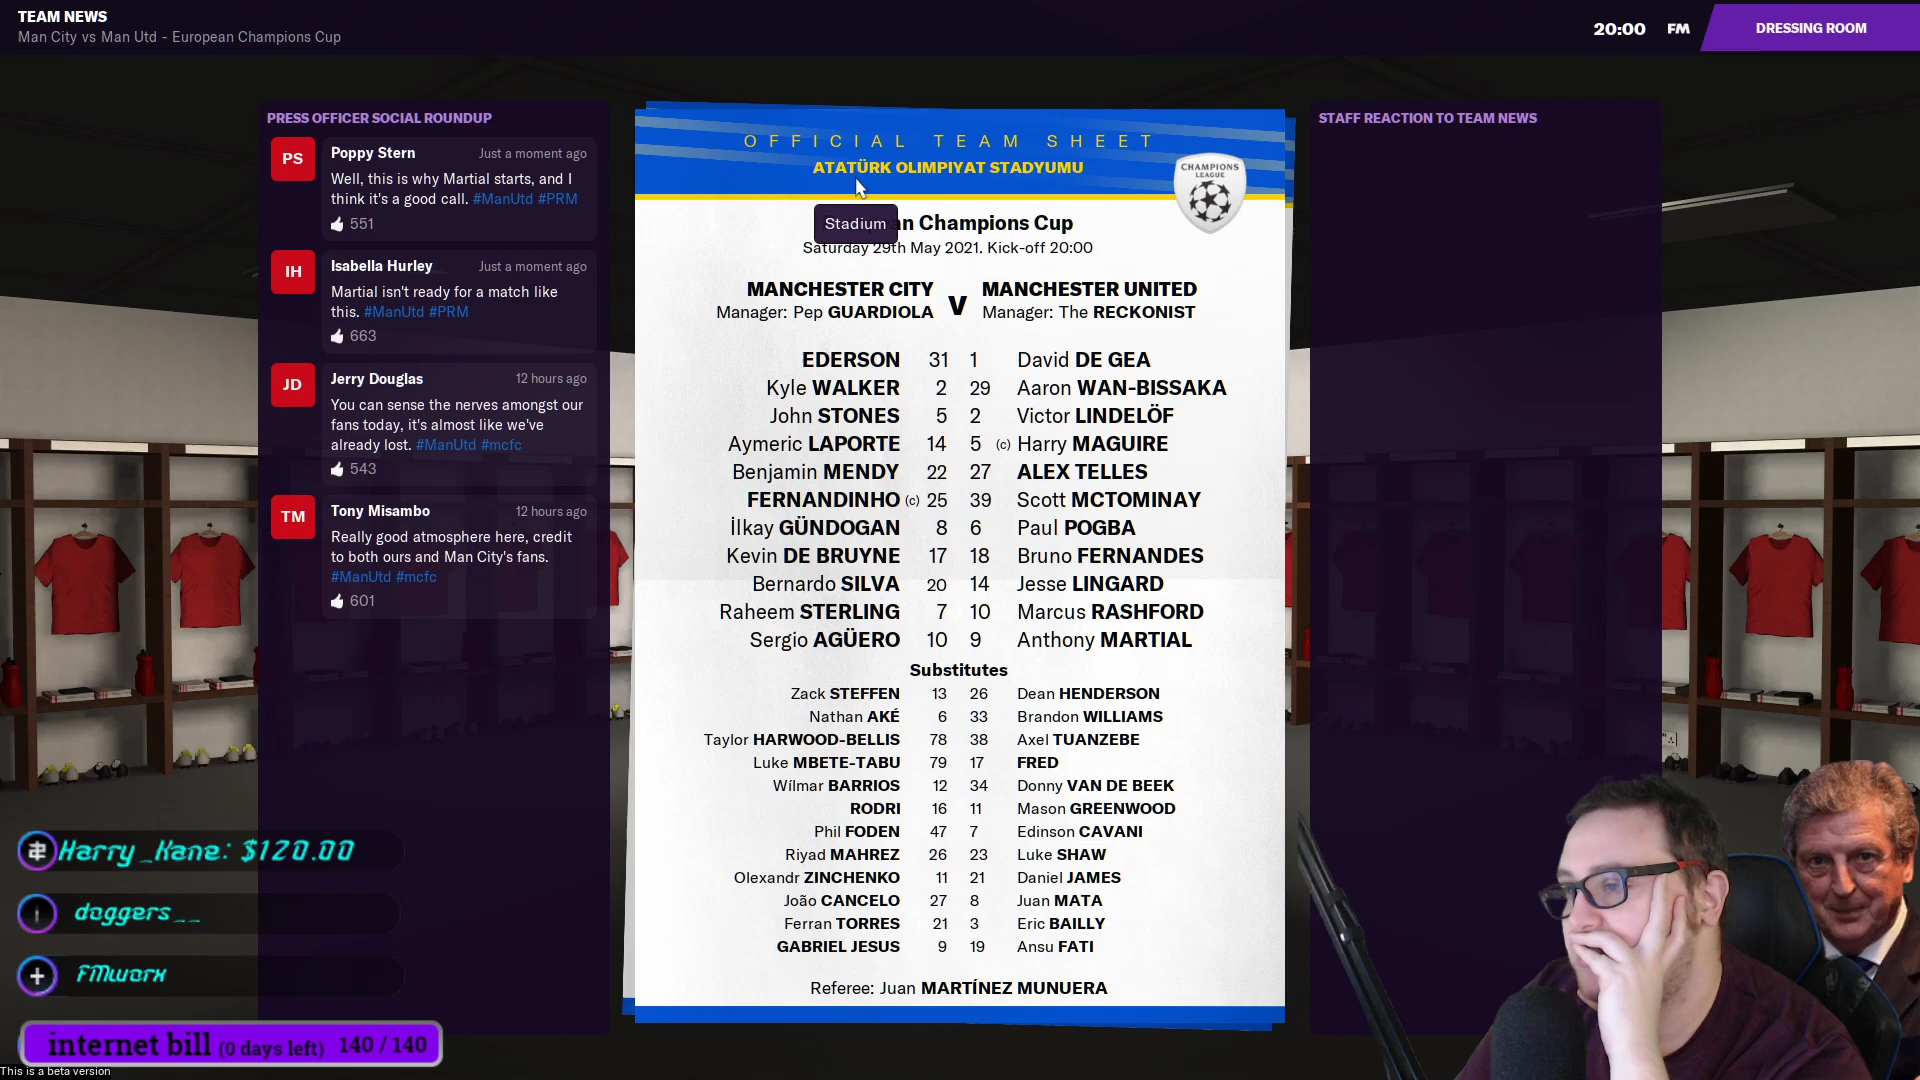 TEAM NEWS
Man City vs Man Utd - European Champions Cup
20:00
FM
DRESSING ROOM
PRESS OFFICER SOCIAL ROUNDUP
PS
Poppy Stern
Just a moment ago
Well, this is why Martial starts, and I
think it's a good call. #ManUtd #PRM
551
IH
Isabella Hurley
Just a moment ago
Martial isn't ready for a match like
this. #ManUtd #PRM
663
JD
Jerry Douglas
12 hours ago
You can sense the nerves amongst our
fans today, it's almost like we've
already lost. #ManUtd #mcfc
543
TM
Tony Misambo
12 hours ago
Really good atmosphere here, credit
to both ours and Man City's fans.
#ManUtd #mcfc
601
OFFICIAL TEAM SHEET
ATATÜRK OLIMPIYAT STADYUMU
CHAMPIONS
LEAGUE
Stadium
an Champions Cup
Saturday 29th May 2021. Kick-off 20:00
MANCHESTER CITY V MANCHESTER UNITED
Manager: Pep GUARDIOLA Manager: The RECKONIST
EDERSON 31 1 David DE GEA
Kyle WALKER 2 29 Aaron WAN-BISSAKA
John STONES 5 2 Victor LINDELÖF
Aymeric LAPORTE 14 5 (c) Harry MAGUIRE
Benjamin MENDY 22 27 ALEX TELLES
FERNANDINHO (c) 25 39 Scott MCTOMINAY
İlkay GÜNDOGAN 8 6 Paul POGBA
Kevin DE BRUYNE 17 18 Bruno FERNANDES
Bernardo SILVA 20 14 Jesse LINGARD
Raheem STERLING 7 10 Marcus RASHFORD
Sergio AGÜERO 10 9 Anthony MARTIAL
Substitutes
Zack STEFFEN 13 26 Dean HENDERSON
Nathan AKÉ 6 33 Brandon WILLIAMS
Taylor HARWOOD-BELLIS 78 38 Axel TUANZEBE
Luke MBETE-TABU 79 17 FRED
Wílmar BARRIOS 12 34 Donny VAN DE BEEK
RODRI 16 11 Mason GREENWOOD
Phil FODEN 47 7 Edinson CAVANI
Riyad MAHREZ 26 23 Luke SHAW
Olexandr ZINCHENKO 11 21 Daniel JAMES
João CANCELO 27 8 Juan MATA
Ferran TORRES 21 3 Eric BAILLY
GABRIEL JESUS 9 19 Ansu FATI
Referee: Juan MARTÍNEZ MUNUERA
STAFF REACTION TO TEAM NEWS
Harry_Kane: $120.00
daggers__
FMworx
internet bill (0 days left) 140 / 140
This is a beta version